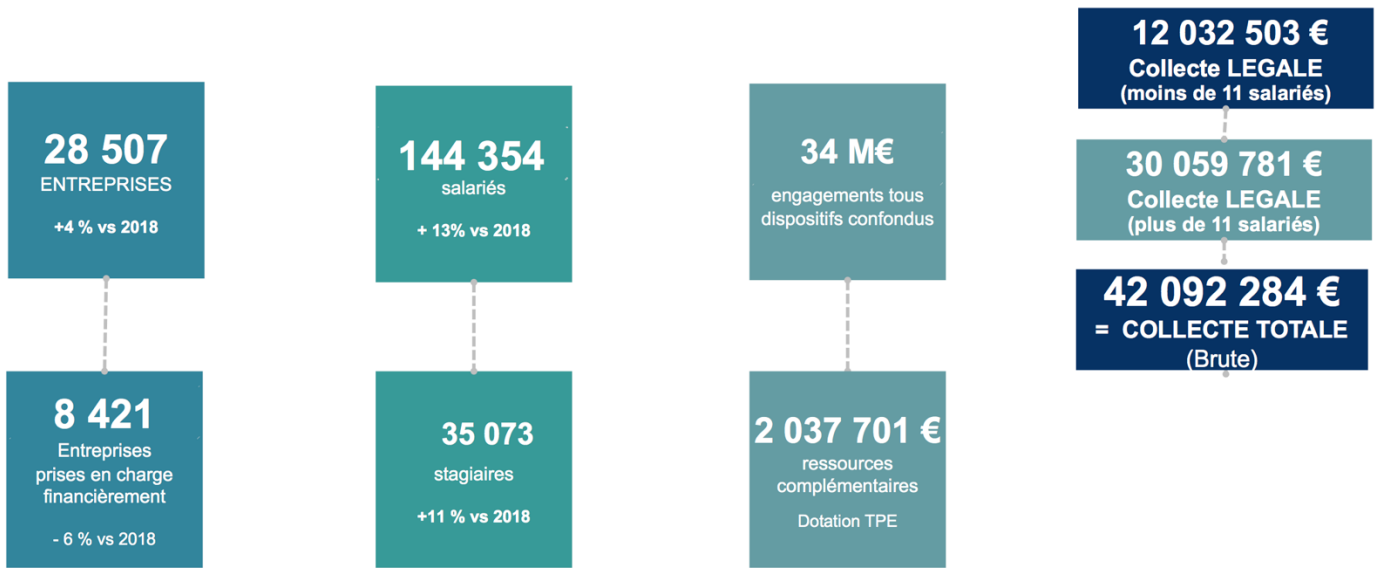 28 507
ENTREPRISES
+4 % vs 2018
8 421
Entreprises
prises en charge
financièrement
- 6 % vs 2018
144 354
salariés
+ 13% vs 2018
35 073
stagiaires
+11 % vs 2018
34 M€
engagements tous
dispositifs confondus
2 037 701 €
ressources
complémentaires
Dotation TPE
12 032 503 €
Collecte LEGALE
(moins de 11 salariés)
30 059 781 €
Collecte LEGALE
(plus de 11 salariés)
42 092 284 €
= COLLECTE TOTALE
(Brute)